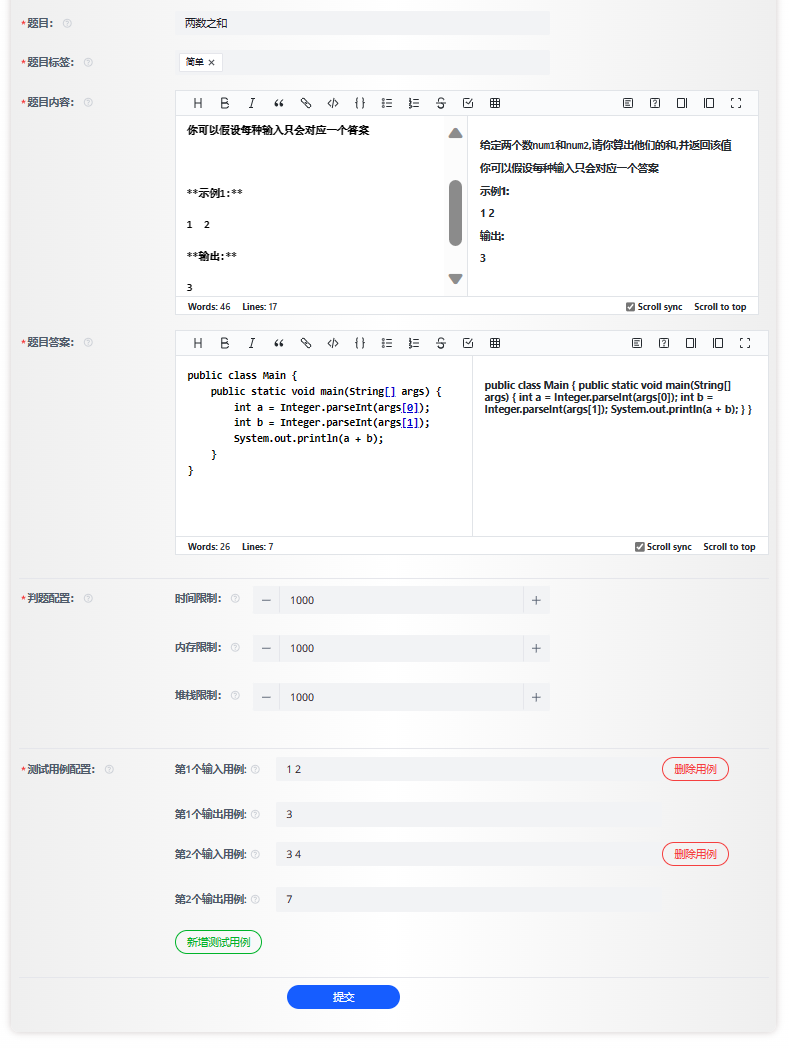 *题目:
两数之和
*题目标签:
简单 ×
*题目内容:
你可以假设每种输入只会对应一个答案
**示例1:**
1 2
**输出:**
3
给定两个数num1和num2,请你算出他们的和,并返回该值
你可以假设每种输入只会对应一个答案
示例1:
1 2
输出:
3
Words: 46 Lines: 17
Scroll sync Scroll to top
*题目答案:
public class Main {
public static void main(String[] args) {
int a = Integer.parseInt(args[0]);
int b = Integer.parseInt(args[1]);
System.out.println(a + b);
}
}
public class Main { public static void main(String[]
args) { int a = Integer.parseInt(args[0]); int b =
Integer.parseInt(args[1]); System.out.println(a + b); } }
Words: 26 Lines: 7
Scroll sync Scroll to top
*判题配置:
时间限制: − 1000 +
内存限制: − 1000 +
堆栈限制: − 1000 +
*测试用例配置:
第1个输入用例: 1 2 删除用例
第1个输出用例: 3
第2个输入用例: 3 4 删除用例
第2个输出用例: 7
新增测试用例
提交